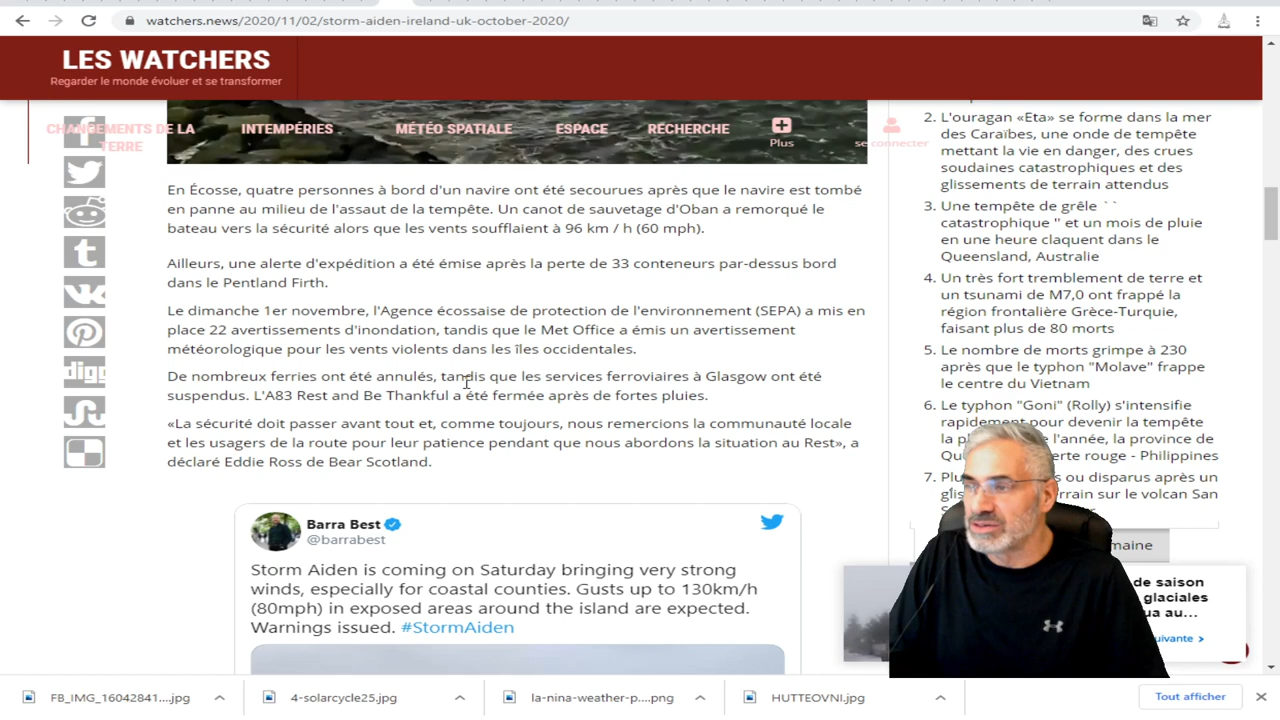 watchers.news/2020/11/02/storm-aiden-ireland-uk-october-2020/
LES WATCHERS
Regarder le monde évoluer et se transformer
CHANGEMENTS DE LA
TERRE
INTEMPÉRIES
MÉTÉO SPATIALE
ESPACE
RECHERCHE
Plus
se connecter
digg
En Écosse, quatre personnes à bord d'un navire ont été secourues après que le navire est tombé
en panne au milieu de l'assaut de la tempête. Un canot de sauvetage d'Oban a remorqué le
bateau vers la sécurité alors que les vents soufflaient à 96 km / h (60 mph).
Ailleurs, une alerte d'expédition a été émise après la perte de 33 conteneurs par-dessus bord
dans le Pentland Firth.
Le dimanche 1er novembre, l'Agence écossaise de protection de l'environnement (SEPA) a mis en
place 22 avertissements d'inondation, tandis que le Met Office a émis un avertissement
météorologique pour les vents violents dans les îles occidentales.
De nombreux ferries ont été annulés, tandis que les services ferroviaires à Glasgow ont été
suspendus. L'A83 Rest and Be Thankful a été fermée après de fortes pluies.
«La sécurité doit passer avant tout et, comme toujours, nous remercions la communauté locale
et les usagers de la route pour leur patience pendant que nous abordons la situation au Rest», a
déclaré Eddie Ross de Bear Scotland.
Barra Best
@barrabest
Storm Aiden is coming on Saturday bringing very strong
winds, especially for coastal counties. Gusts up to 130km/h
(80mph) in exposed areas around the island are expected.
Warnings issued. #StormAiden
2. L'ouragan «Eta» se forme dans la mer
des Caraïbes, une onde de tempête
mettant la vie en danger, des crues
soudaines catastrophiques et des
glissements de terrain attendus
3. Une tempête de grêle ``
catastrophique '' et un mois de pluie
en une heure claquent dans le
Queensland, Australie
4. Un très fort tremblement de terre et
un tsunami de M7,0 ont frappé la
région frontalière Grèce-Turquie,
faisant plus de 80 morts
5. Le nombre de morts grimpe à 230
après que le typhon "Molave" frappe
le centre du Vietnam
6. Le typhon "Goni" (Rolly) s'intensifie
rapidement pour devenir la tempête
la année, la province de
rouge - Philippines
7. ou disparus après un
terrain sur le volcan San
de saison
glaciales
au...
FB_IMG_16042841....jpg
4-solarcycle25.jpg
la-nina-weather-p....png
HUTTEOVNI.jpg
Tout afficher